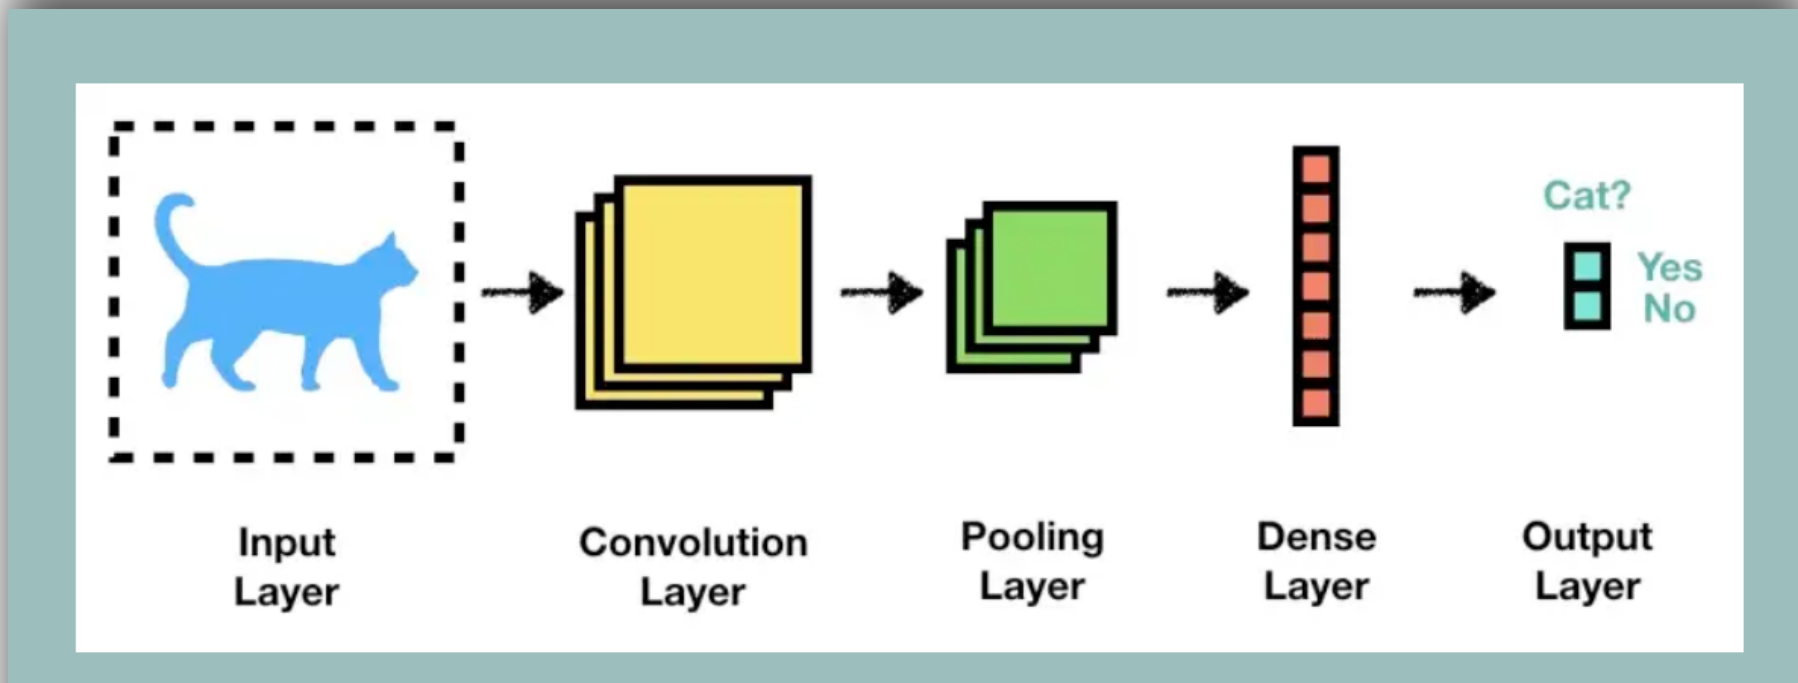 Cat?
Yes
No
Input
Layer
Convolution
Layer
Pooling
Layer
Dense
Layer
Output
Layer